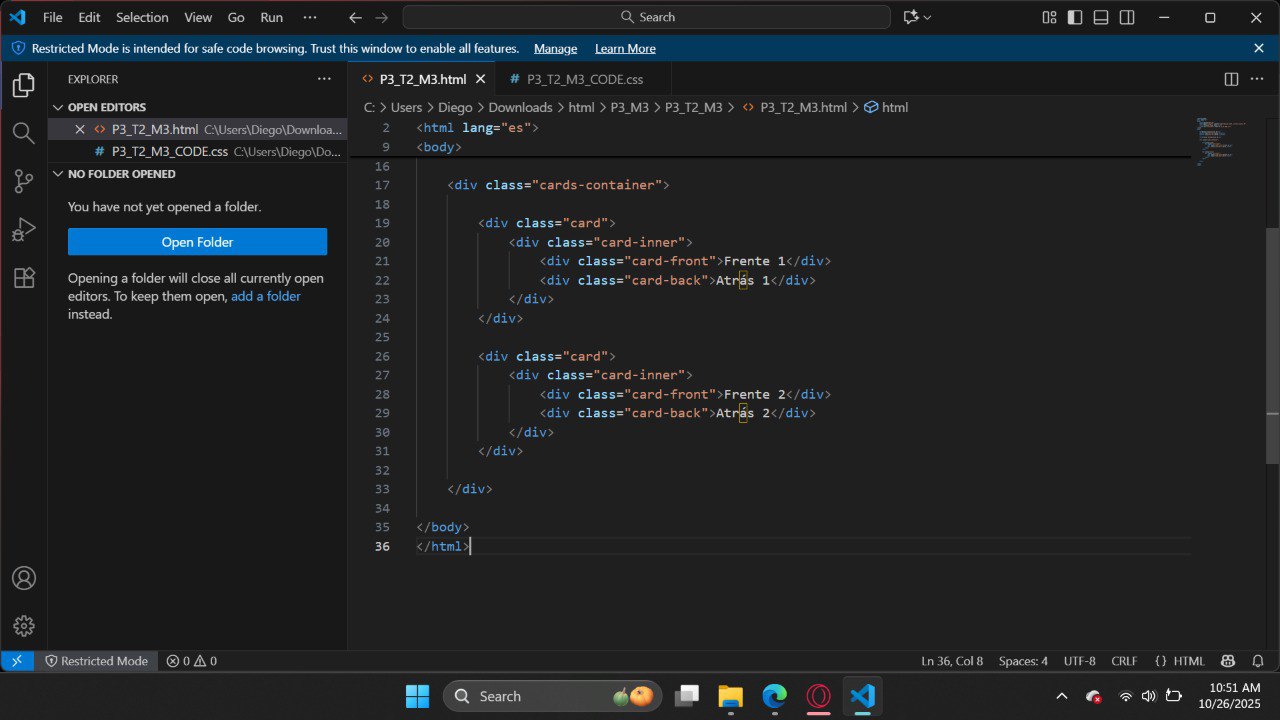 File Edit Selection View Go Run ··· Search
Restricted Mode is intended for safe code browsing. Trust this window to enable all features. Manage Learn More
EXPLORER
P3_T2_M3.html
# P3_T2_M3_CODE.css
OPEN EDITORS
P3_T2_M3.html C:\Users\Diego\Downloa...
# P3_T2_M3_CODE.css C:\Users\Diego\Do...
NO FOLDER OPENED
You have not yet opened a folder.
Open Folder
Opening a folder will close all currently open
editors. To keep them open, add a folder
instead.
C: > Users > Diego > Downloads > html > P3_M3 > P3_T2_M3 > P3_T2_M3.html > html
2 <html lang="es">
9 <body>
16
17 <div class="cards-container">
18
19 <div class="card">
20 <div class="card-inner">
21 <div class="card-front">Frente 1</div>
22 <div class="card-back">Atrás 1</div>
23 </div>
24 </div>
25
26 <div class="card">
27 <div class="card-inner">
28 <div class="card-front">Frente 2</div>
29 <div class="card-back">Atrás 2</div>
30 </div>
31 </div>
32
33 </div>
34
35 </body>
36 </html>
Restricted Mode 0 0 Ln 36, Col 8 Spaces: 4 UTF-8 CRLF {} HTML
Search
10:51 AM
10/26/2025